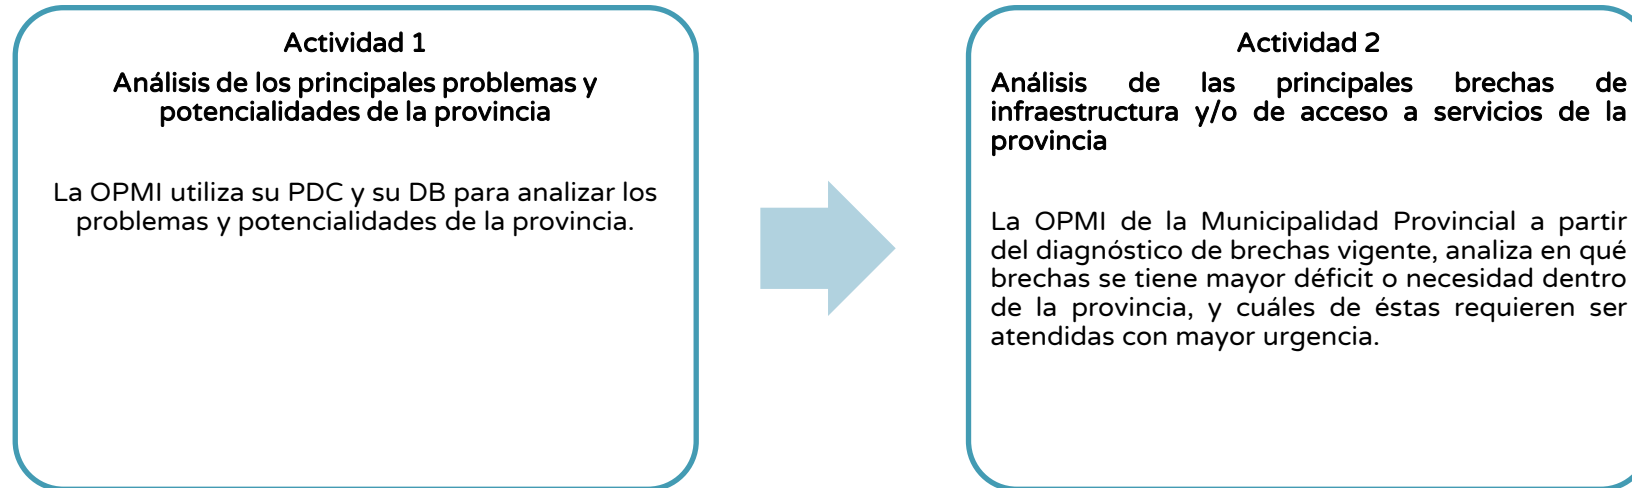 Actividad 1
Análisis de los principales problemas y
potencialidades de la provincia
La OPMI utiliza su PDC y su DB para analizar los
problemas y potencialidades de la provincia.
Actividad 2
Análisis de las principales brechas de
infraestructura y/o de acceso a servicios de la
provincia
La OPMI de la Municipalidad Provincial a partir
del diagnóstico de brechas vigente, analiza en qué
brechas se tiene mayor déficit o necesidad dentro
de la provincia, y cuáles de éstas requieren ser
atendidas con mayor urgencia.